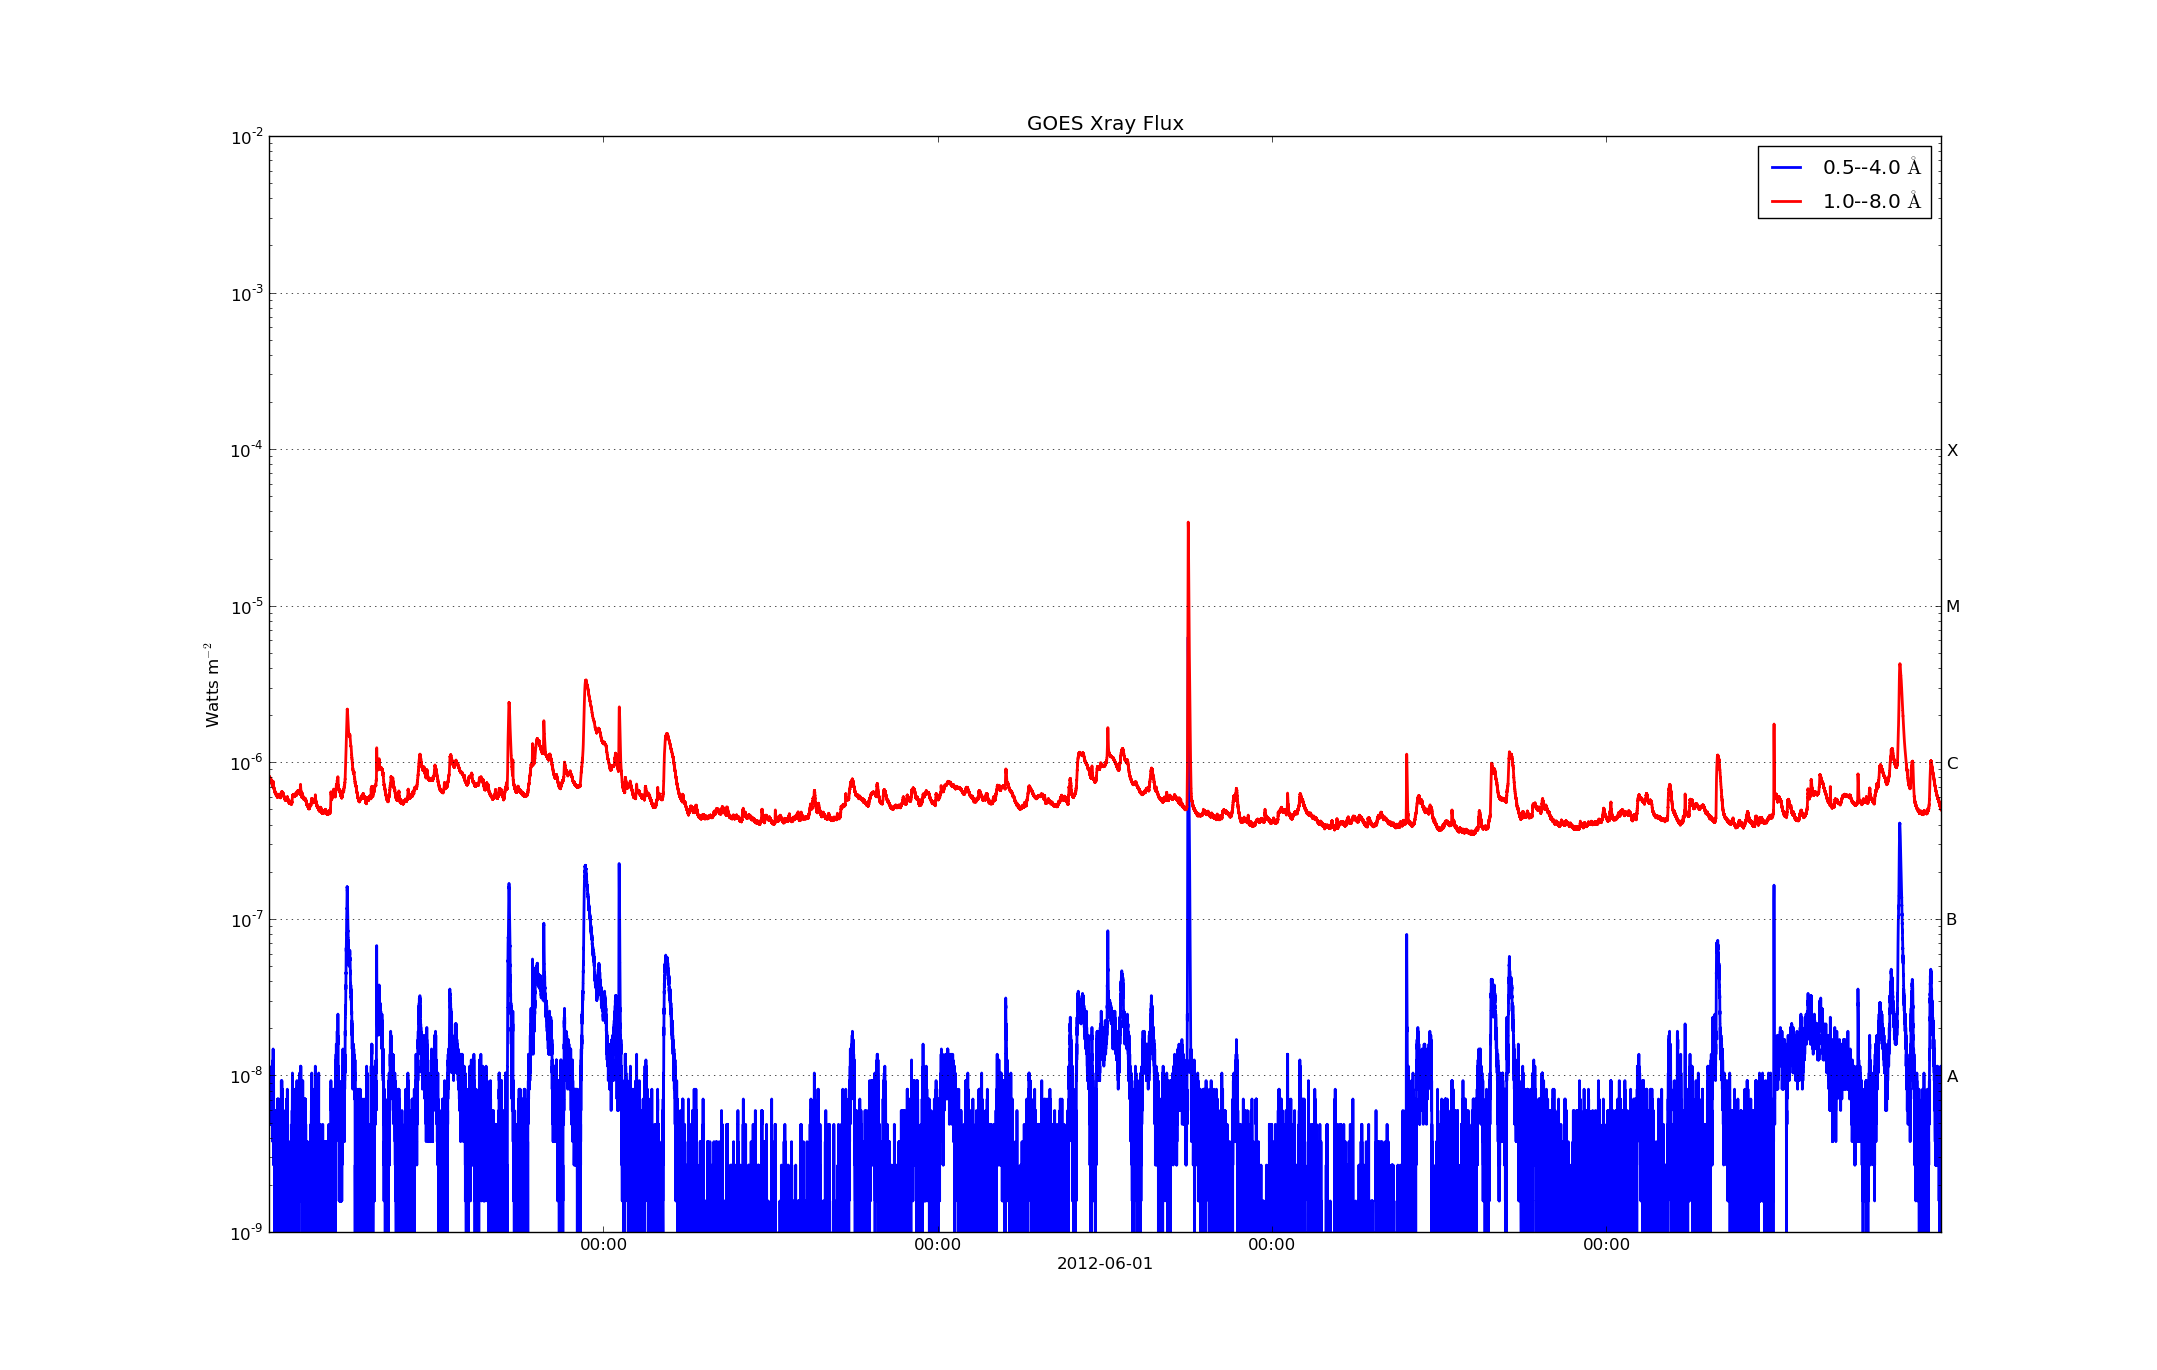 GOES Xray Flux
10^-2
10^-3
10^-4
10^-5
10^-6
10^-7
10^-8
10^-9
Watts m^−2
0.5--4.0 Å
1.0--8.0 Å
X
M
C
B
A
00:00 00:00 00:00 00:00
2012-06-01